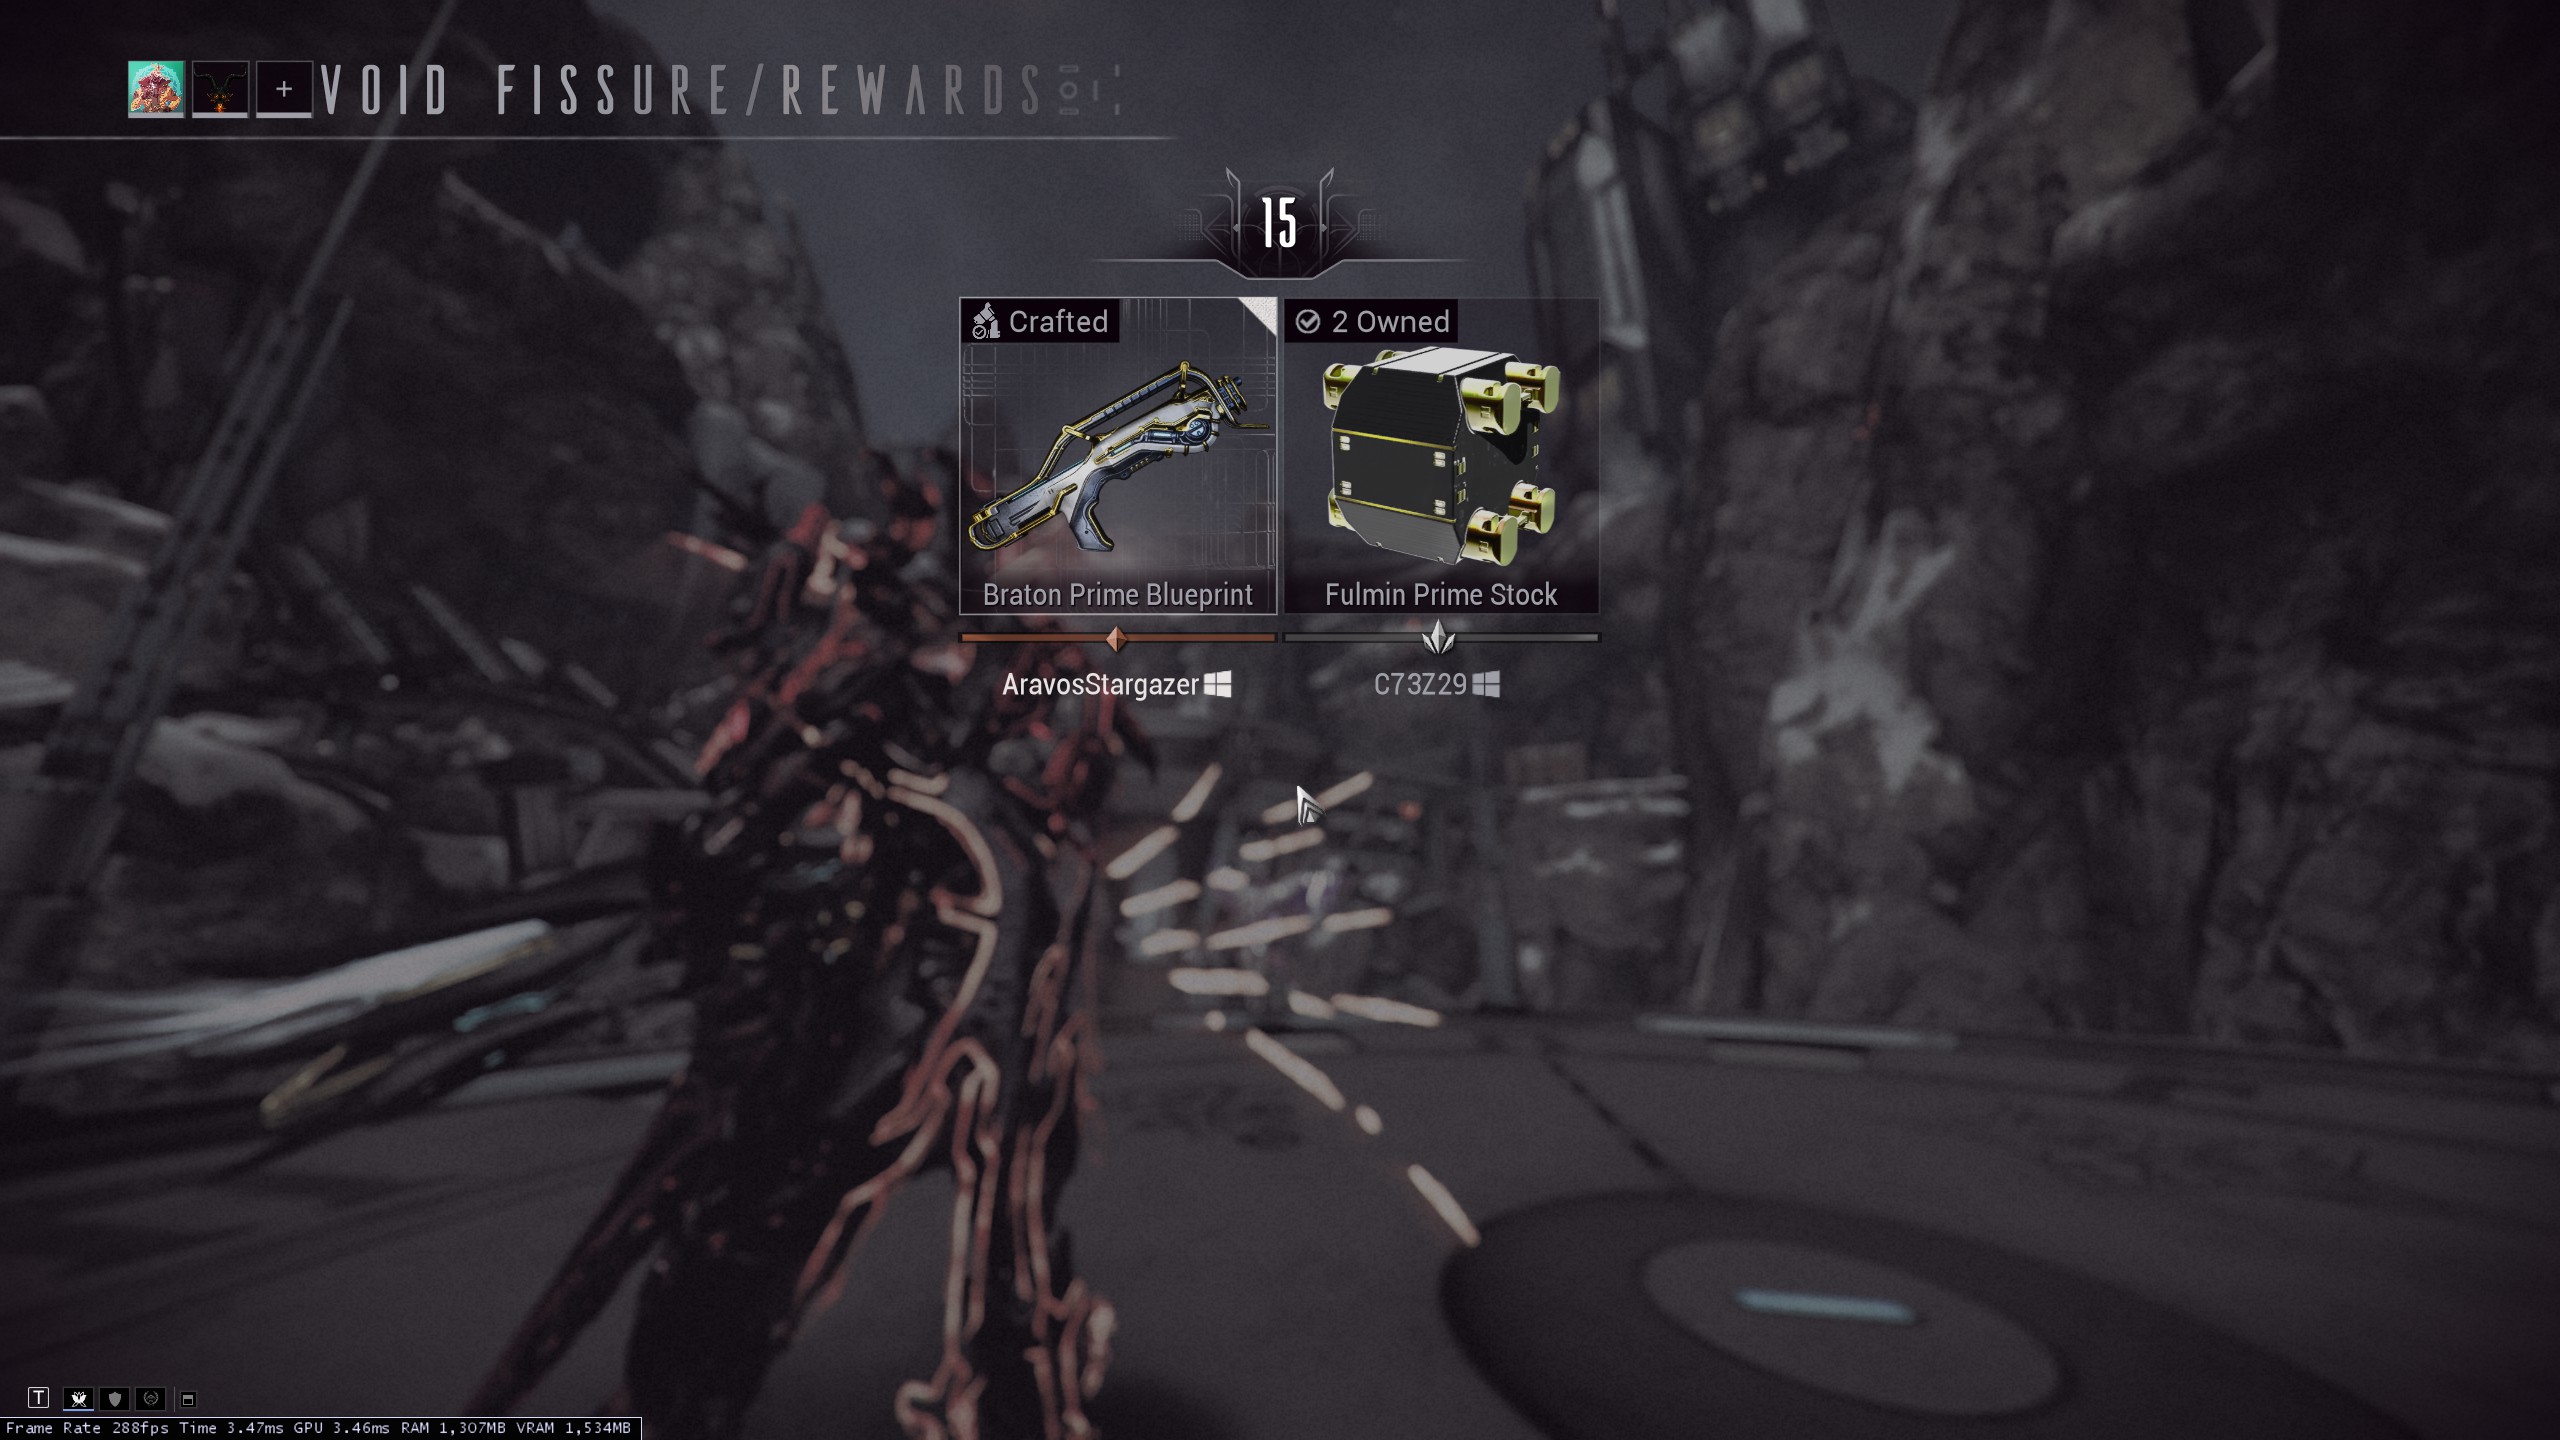 + VOID FISSURE/REWARDS
15
Crafted
2 Owned
Braton Prime Blueprint
Fulmin Prime Stock
AravosStargazer
C73Z29
T
Frame Rate 288fps Time 3.47ms GPU 3.46ms RAM 1,307MB VRAM 1,534MB